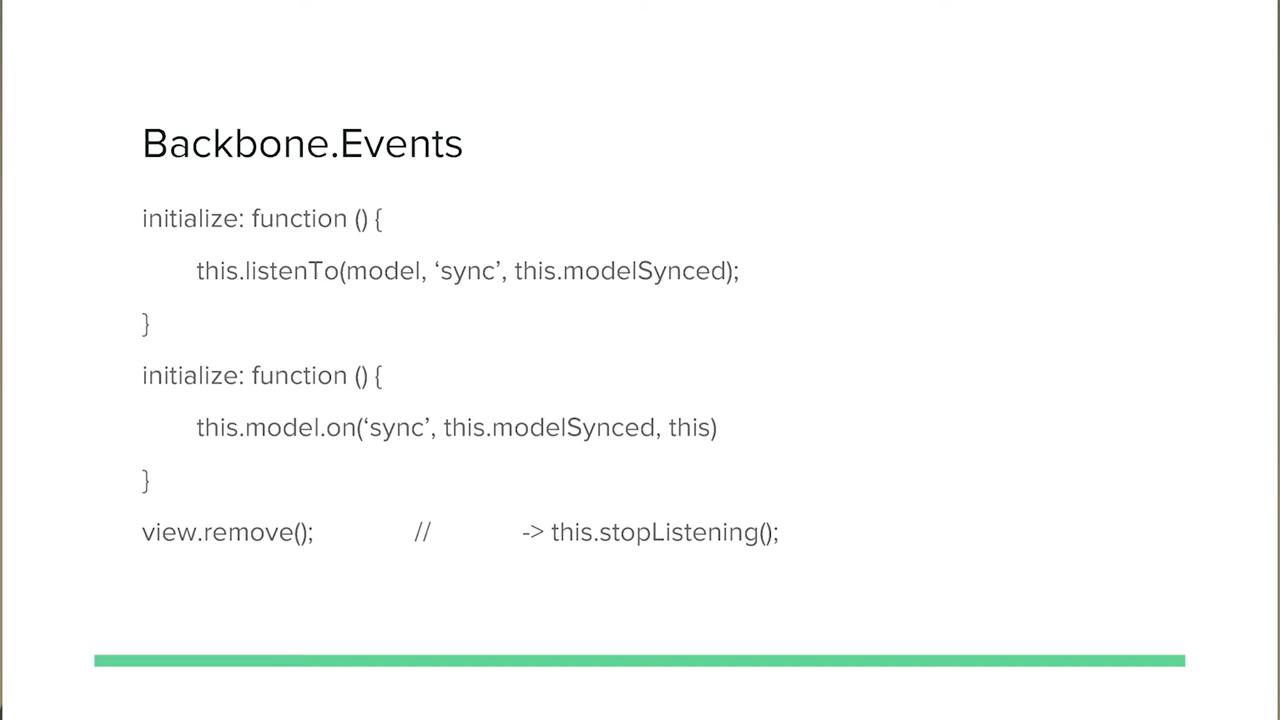 Backbone.Events
initialize: function () {
this.listenTo(model, ‘sync’, this.modelSynced);
}
initialize: function () {
this.model.on(‘sync’, this.modelSynced, this)
}
view.remove(); // -> this.stopListening();